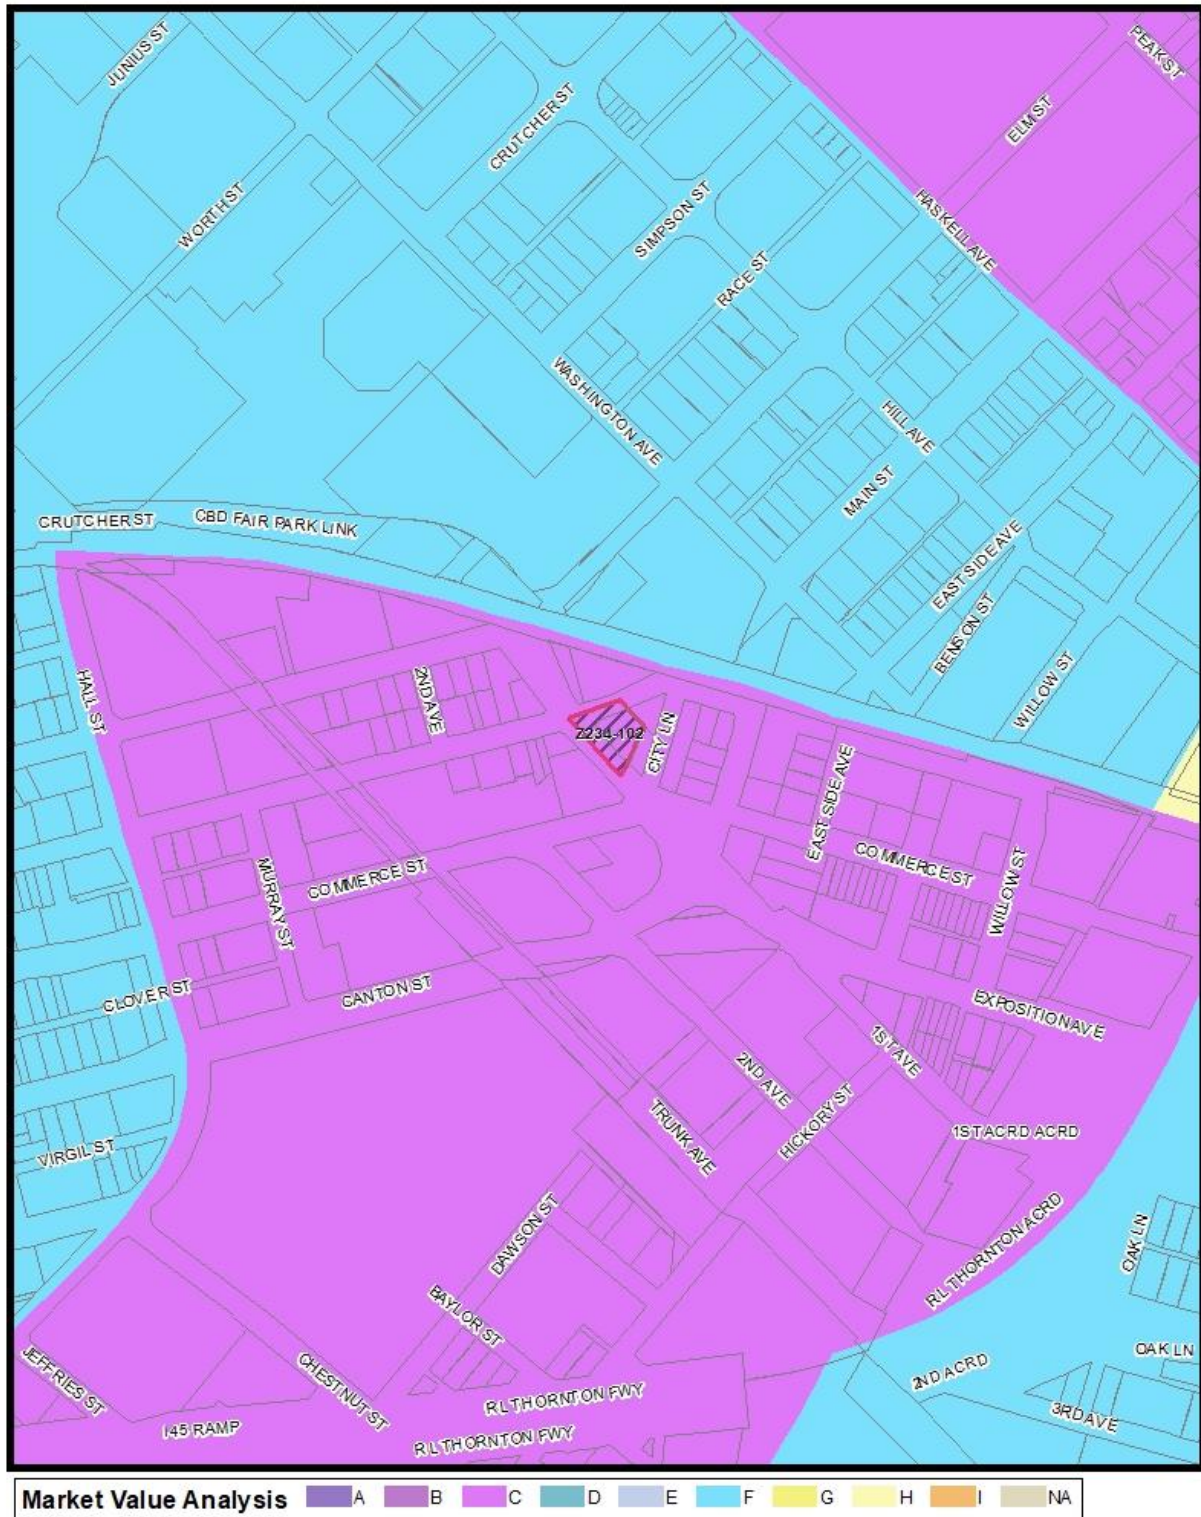 JUNIUS ST
PEAK ST
ELM ST
CRUTCHER ST
WORTH ST
SIMPSON ST
HASKELL AVE
RACE ST
WASHINGTON AVE
HILL AVE
MAIN ST
CRUTCHER ST
CBD FAIR PARK LINK
EAST SIDE AVE
BENSON ST
WILLOW ST
HALL ST
2ND AVE
Z234-102
CITY LN
EAST SIDE AVE
COMMERCE ST
COMMERCE ST
MURRAY ST
WILLOW ST
CLOVER ST
CANTON ST
EXPOSITION AVE
1ST AVE
2ND AVE
HICKORY ST
TRUNK AVE
1ST ACRD ACRD
VIRGIL ST
DAWSON ST
RL THORNTON ACRD
OAK LN
BAYLOR ST
OAK LN
JEFFRIES ST
CHESTNUT ST
2ND ACRD
RL THORNTON FWY
3RD AVE
I45 RAMP
RL THORNTON FWY
Market Value Analysis A B C D E F G H I NA